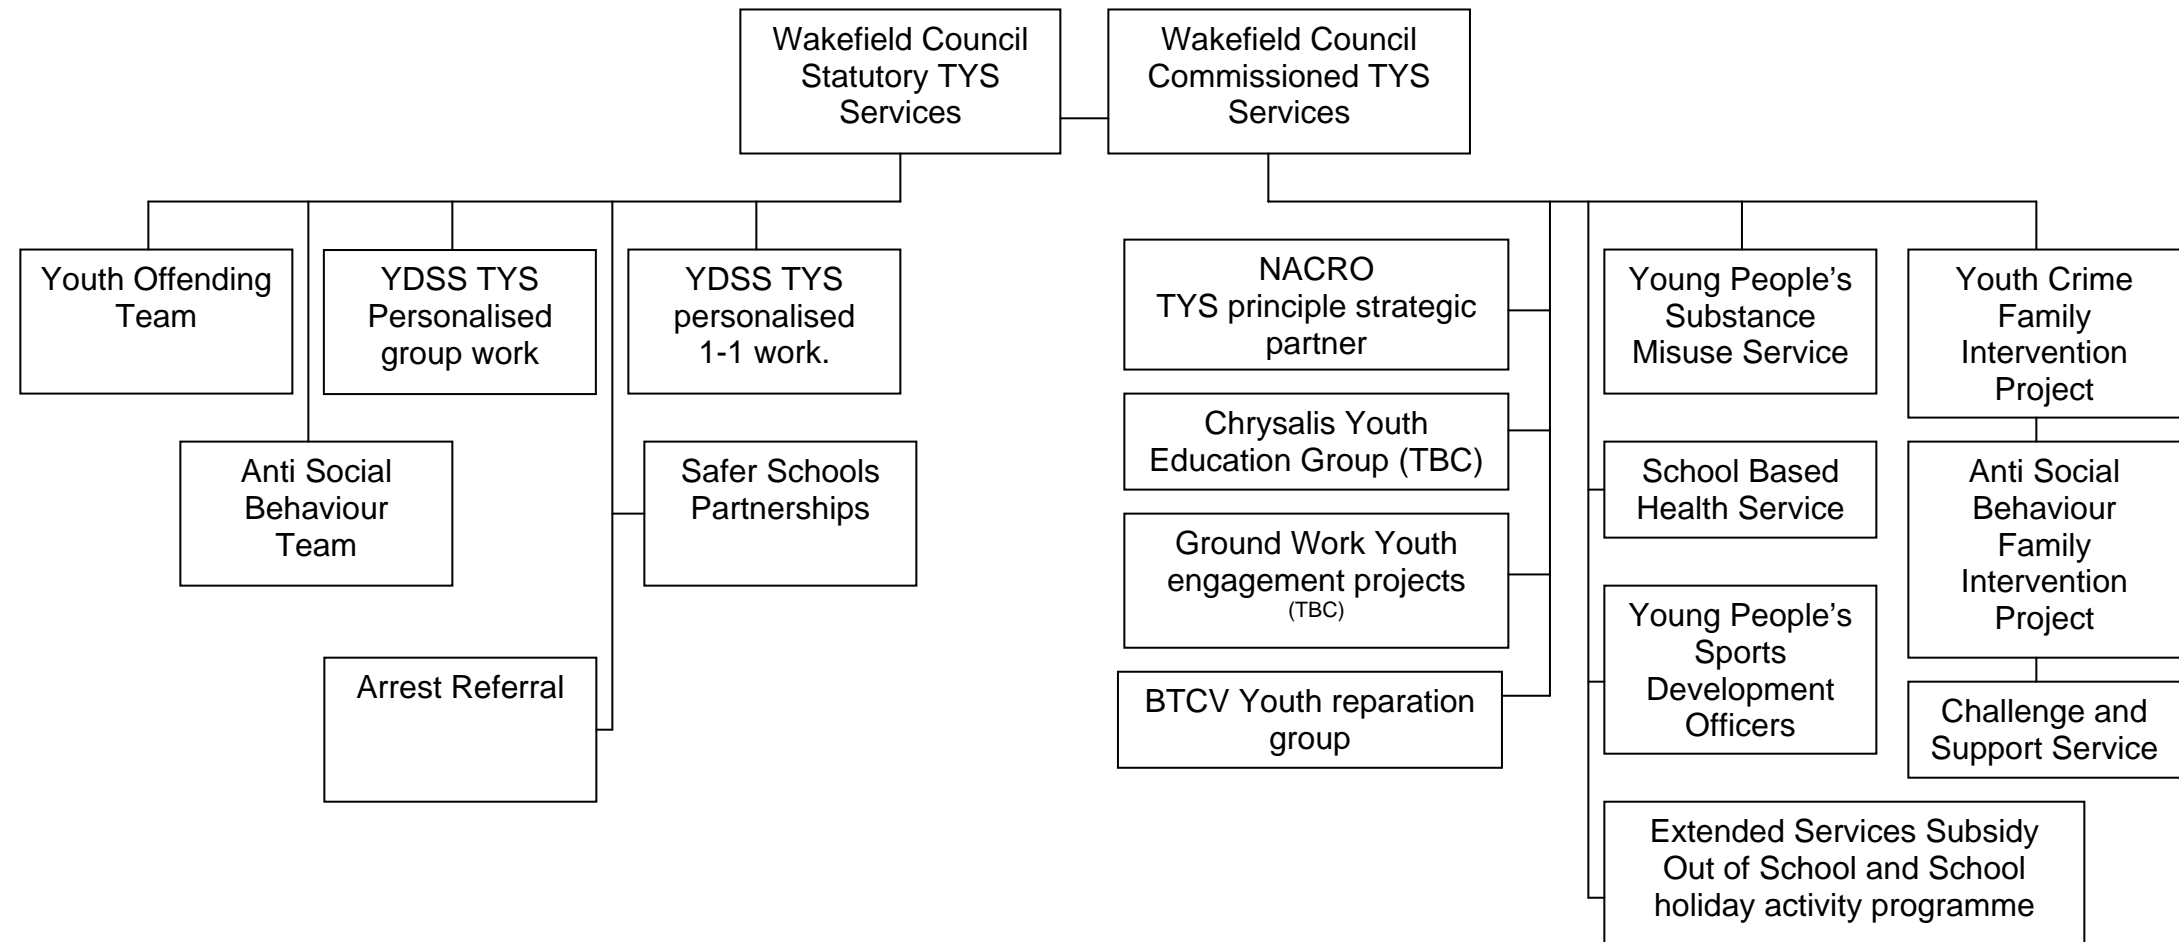 Wakefield Council
Statutory TYS
Services
Wakefield Council
Commissioned TYS
Services
Youth Offending
Team
YDSS TYS
Personalised
group work
YDSS TYS
personalised
1-1 work.
Anti Social
Behaviour
Team
Safer Schools
Partnerships
Arrest Referral
NACRO
TYS principle strategic
partner
Chrysalis Youth
Education Group (TBC)
Ground Work Youth
engagement projects
(TBC)
BTCV Youth reparation
group
Young People’s
Substance
Misuse Service
School Based
Health Service
Young People’s
Sports
Development
Officers
Extended Services Subsidy
Out of School and School
holiday activity programme
Youth Crime
Family
Intervention
Project
Anti Social
Behaviour
Family
Intervention
Project
Challenge and
Support Service